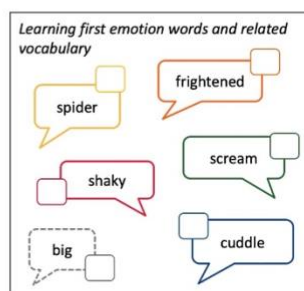 Learning first emotion words and related
vocabulary
frightened
spider
scream
shaky
big
cuddle